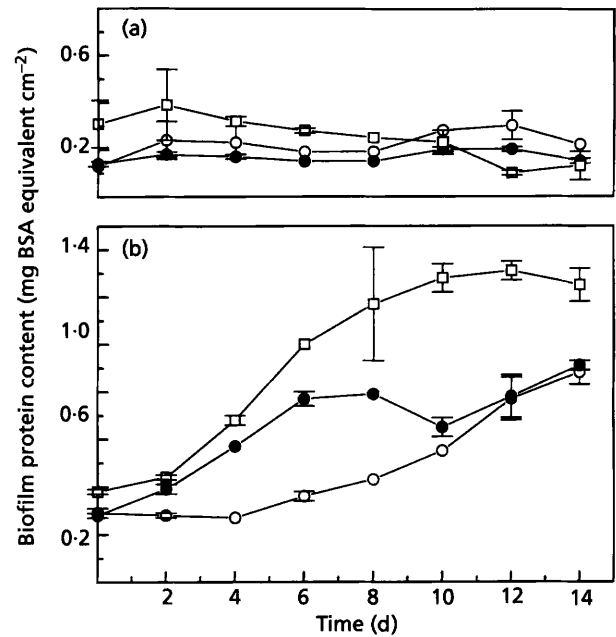 (a)
0·6
0·2
(b)
1·4
1·0
0·6
0·2
2 4 6 8 10 12 14
Time (d)
Biofilm protein content (mg BSA equivalent cm−2)